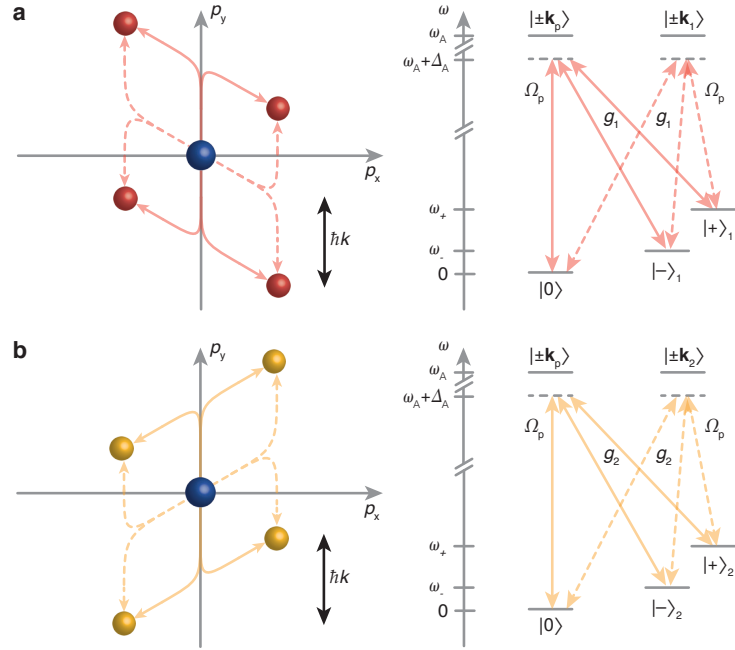 a
p_y
p_x
ħk
ω
ω_A
ω_A+Δ_A
ω_+
ω_-
0
|±k_p⟩
|±k_1⟩
Ω_p
g_1
g_1
Ω_p
|+⟩_1
|−⟩_1
|0⟩
b
p_y
p_x
ħk
ω
ω_A
ω_A+Δ_A
ω_+
ω_-
0
|±k_p⟩
|±k_2⟩
Ω_p
g_2
g_2
Ω_p
|+⟩_2
|−⟩_2
|0⟩